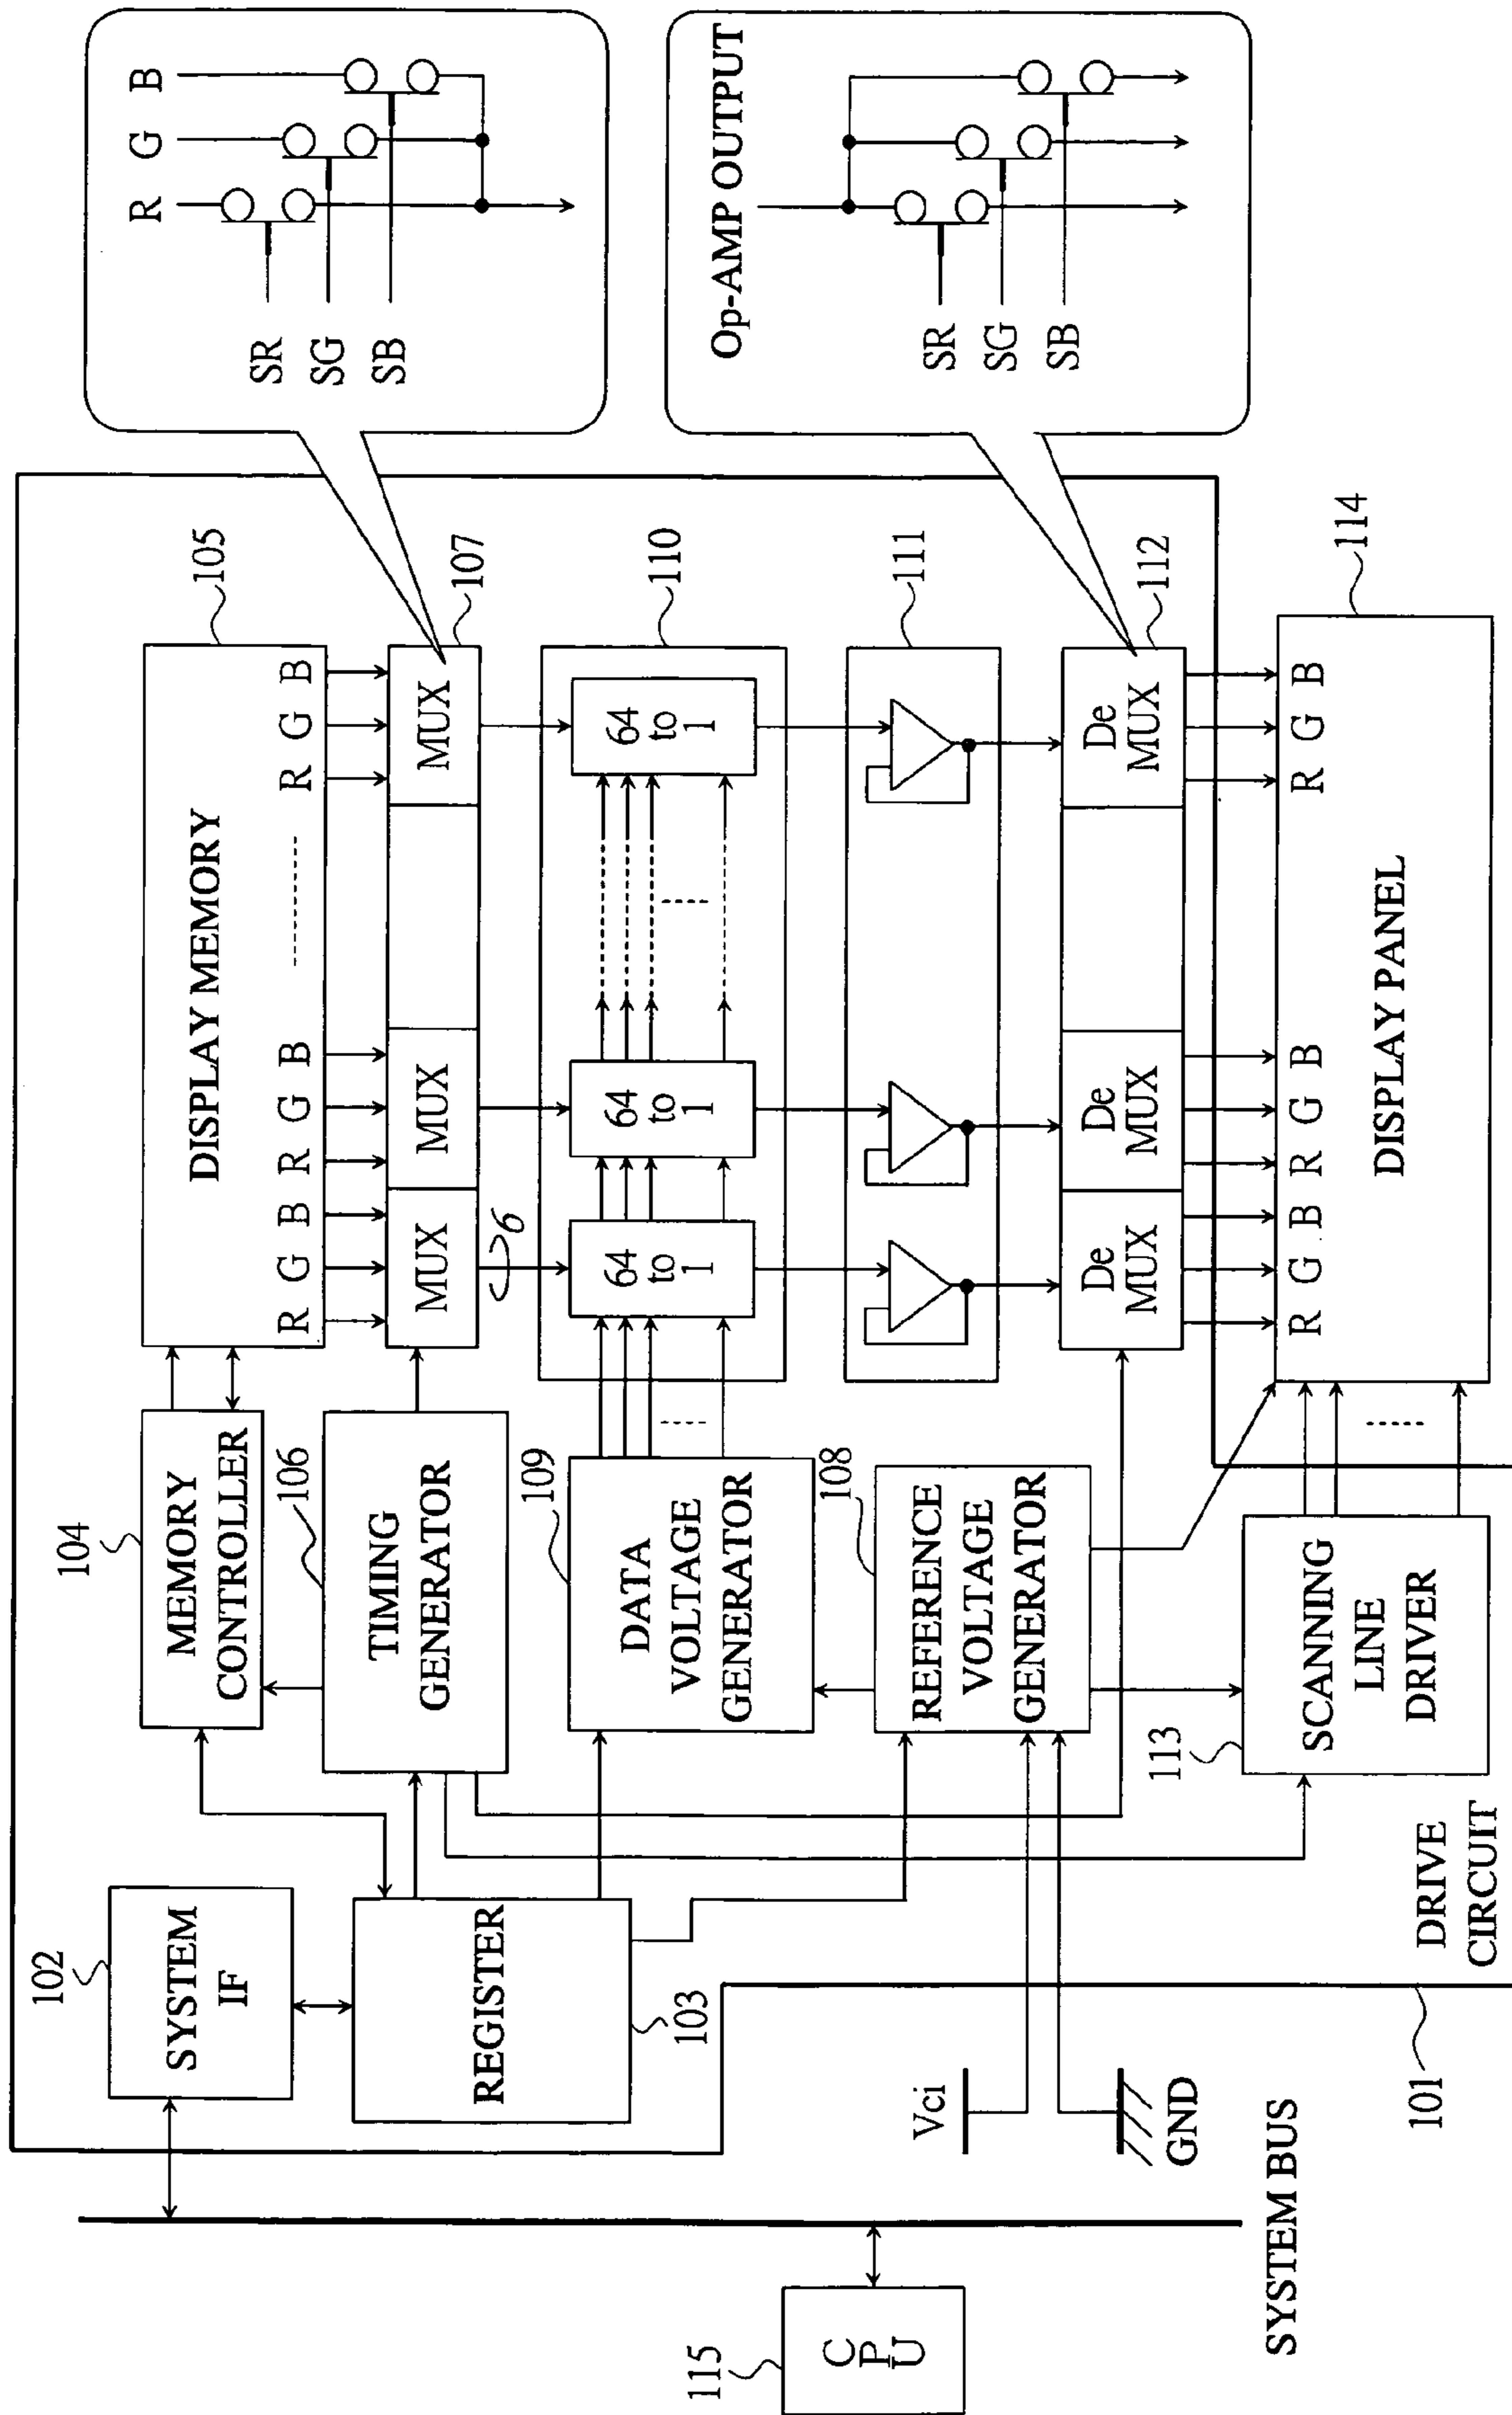 115
C
P
U
SYSTEM BUS
102
SYSTEM
IF
REGISTER
103
Vci
GND
101
DRIVE
CIRCUIT
104
MEMORY
CONTROLLER
106
TIMING
GENERATOR
109
DATA
VOLTAGE
GENERATOR
108
REFERENCE
VOLTAGE
GENERATOR
113
SCANNING
LINE
DRIVER
DISPLAY MEMORY
105
R G B R G B R G B
MUX MUX MUX
107
6
64
to
1
64
to
1
64
to
1
110
111
De
MUX
De
MUX
De
MUX
112
R G B R G B R G B
DISPLAY PANEL
114
R G B
SR
SG
SB
Op-AMP OUTPUT
SR
SG
SB